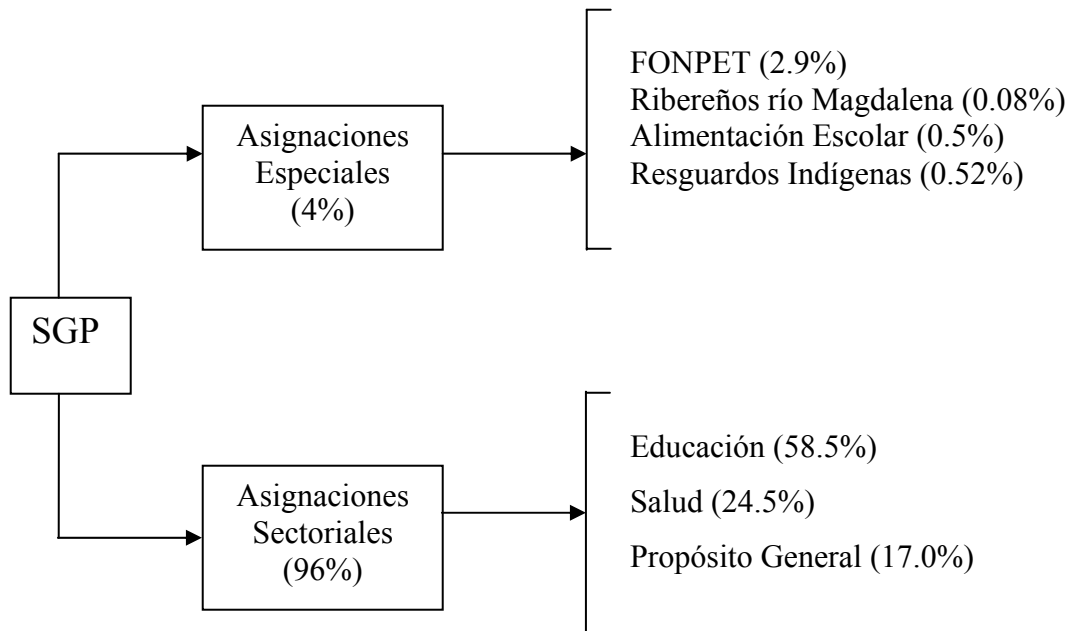 SGP
Asignaciones
Especiales
(4%)
FONPET (2.9%)
Ribereños río Magdalena (0.08%)
Alimentación Escolar (0.5%)
Resguardos Indígenas (0.52%)
Asignaciones
Sectoriales
(96%)
Educación (58.5%)
Salud (24.5%)
Propósito General (17.0%)